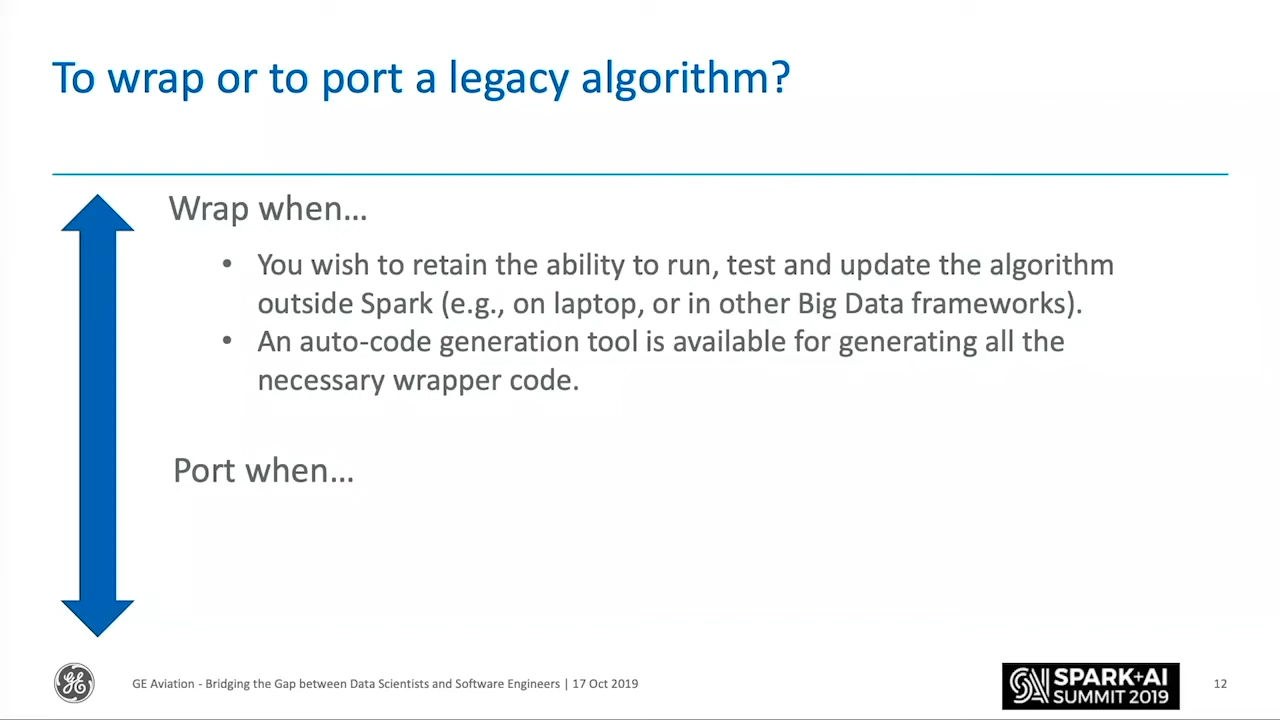 To wrap or to port a legacy algorithm?
Wrap when…
• You wish to retain the ability to run, test and update the algorithm
outside Spark (e.g., on laptop, or in other Big Data frameworks).
• An auto-code generation tool is available for generating all the
necessary wrapper code.
Port when…
GE Aviation - Bridging the Gap between Data Scientists and Software Engineers | 17 Oct 2019
SPARK+AI
SUMMIT 2019
12